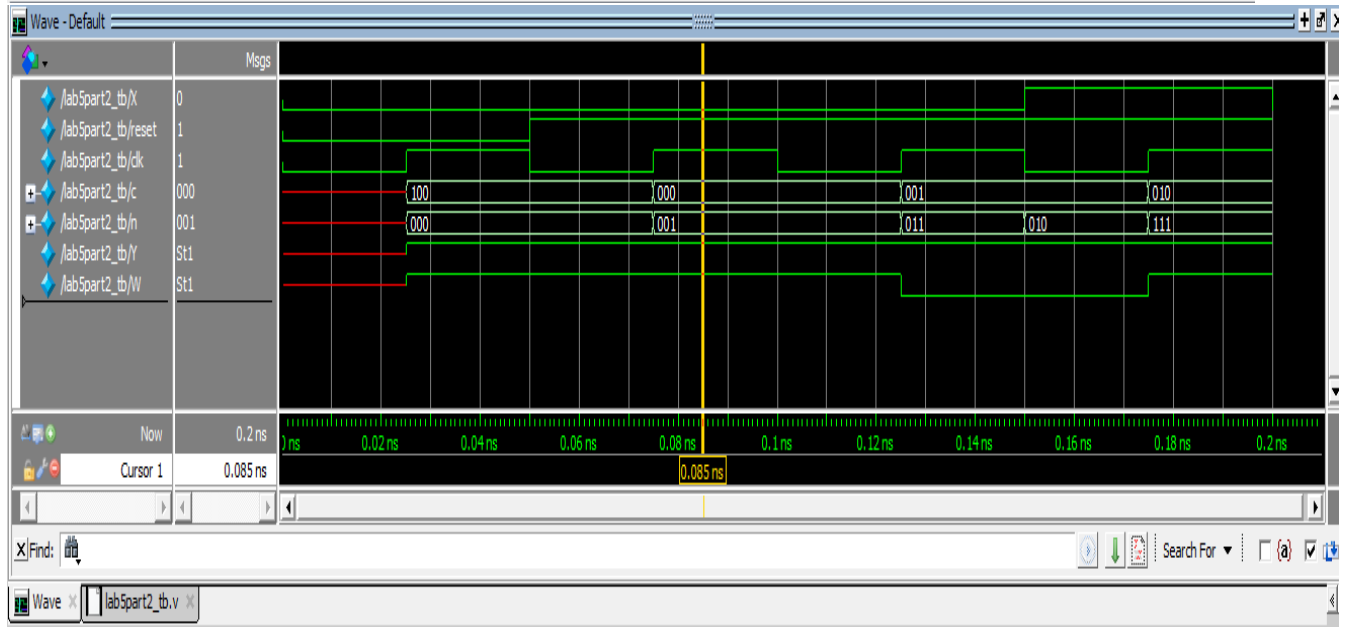 Wave - Default
Msgs
/lab5part2_tb/X 0
/lab5part2_tb/reset 1
/lab5part2_tb/clk 1
/lab5part2_tb/c 000 100 000 001 010
/lab5part2_tb/n 001 000 001 011 010 111
/lab5part2_tb/Y St1
/lab5part2_tb/W St1
Now 0.2 ns
0.02 ns 0.04 ns 0.06 ns 0.08 ns 0.1 ns 0.12 ns 0.14 ns 0.16 ns 0.18 ns 0.2 ns
Cursor 1 0.085 ns 0.085 ns
Find: Search For {a}
Wave lab5part2_tb.v